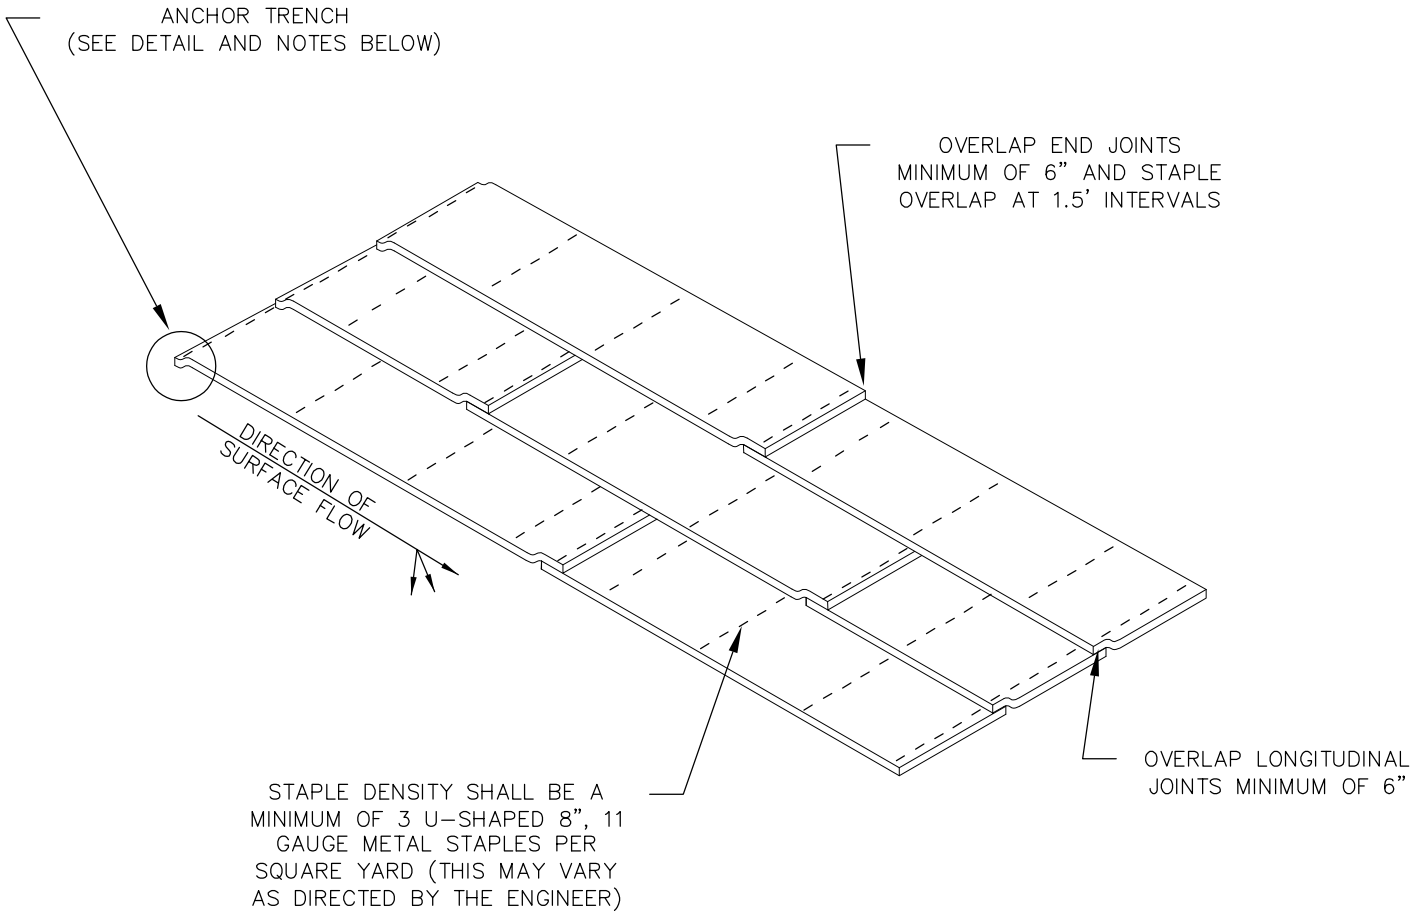 ANCHOR TRENCH
(SEE DETAIL AND NOTES BELOW)
OVERLAP END JOINTS
MINIMUM OF 6” AND STAPLE
OVERLAP AT 1.5’ INTERVALS
DIRECTION OF
SURFACE FLOW
OVERLAP LONGITUDINAL
JOINTS MINIMUM OF 6”
STAPLE DENSITY SHALL BE A
MINIMUM OF 3 U–SHAPED 8”, 11
GAUGE METAL STAPLES PER
SQUARE YARD (THIS MAY VARY
AS DIRECTED BY THE ENGINEER)